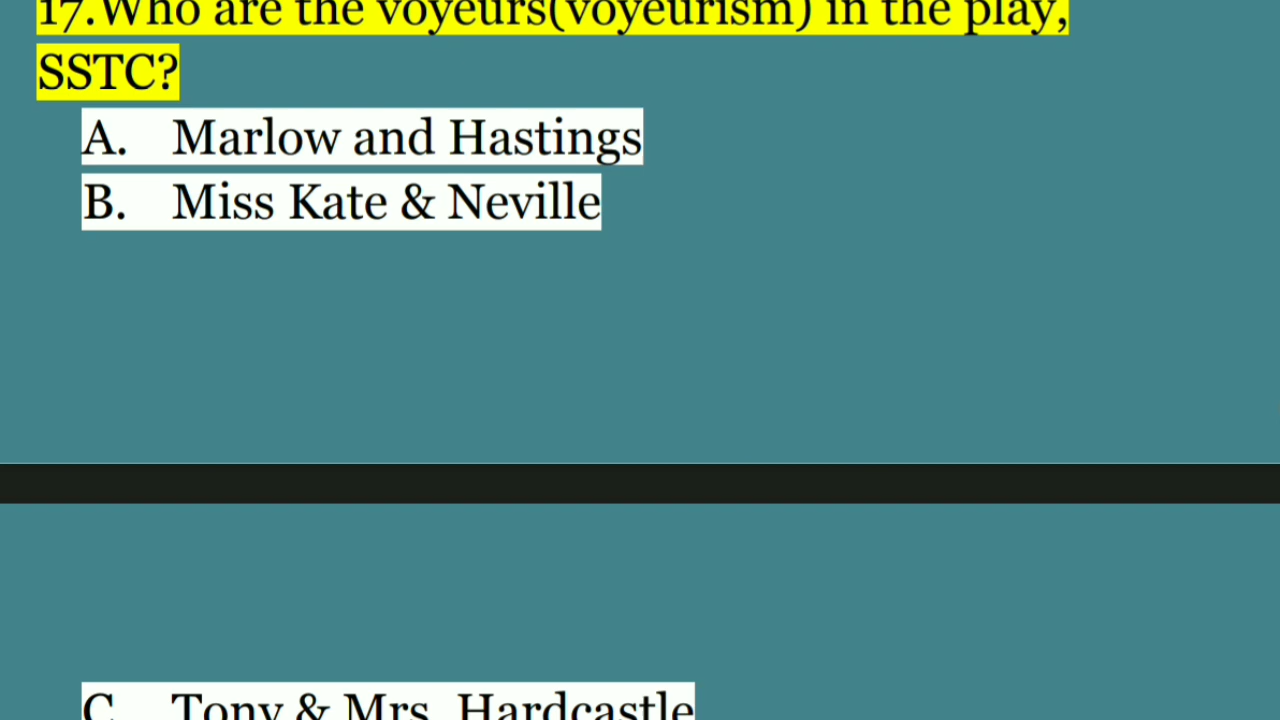 17.Who are the voyeurs(voyeurism) in the play,
SSTC?
A. Marlow and Hastings
B. Miss Kate & Neville
C. Tony & Mrs. Hardcastle